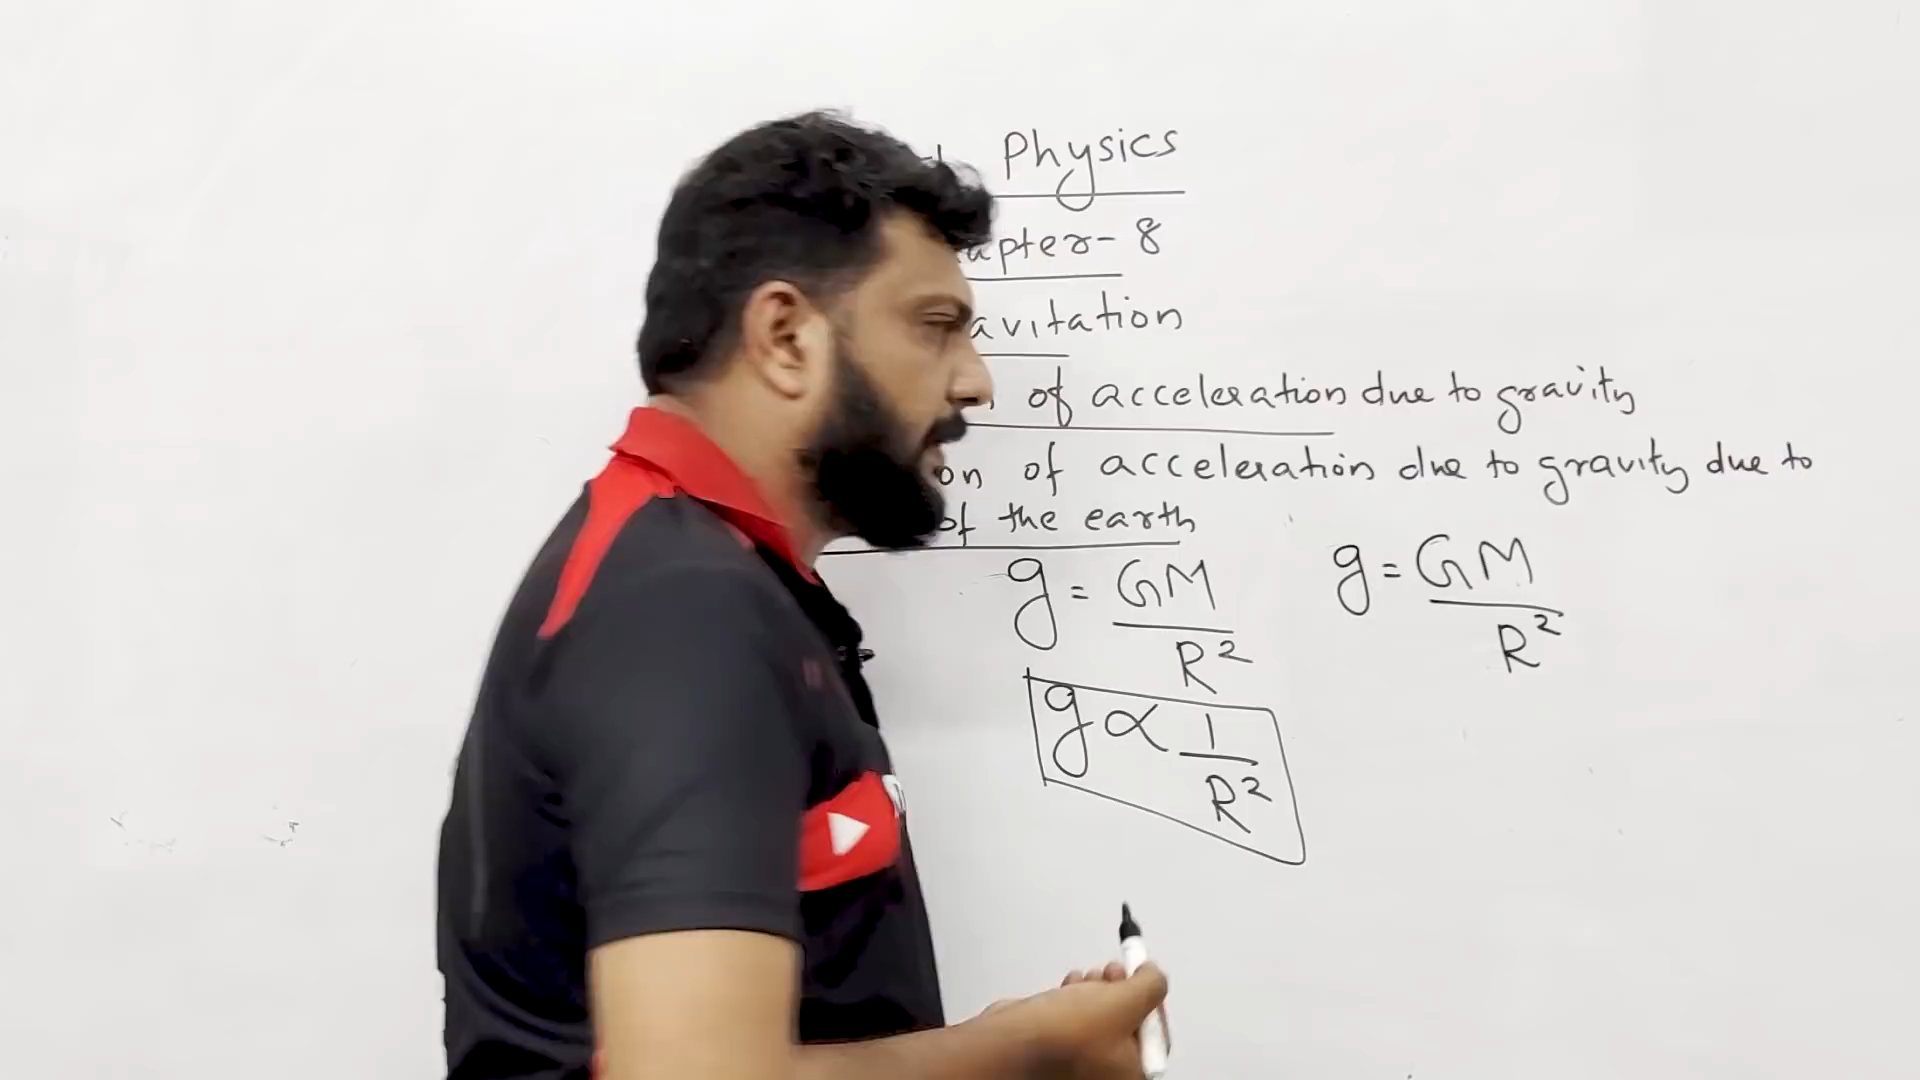 Physics
apter- 8
avitation
of acceleration due to gravity
on of acceleration due to gravity due to
of the earth
g = GM/R²
g = GM/R²
g ∝ 1/R²